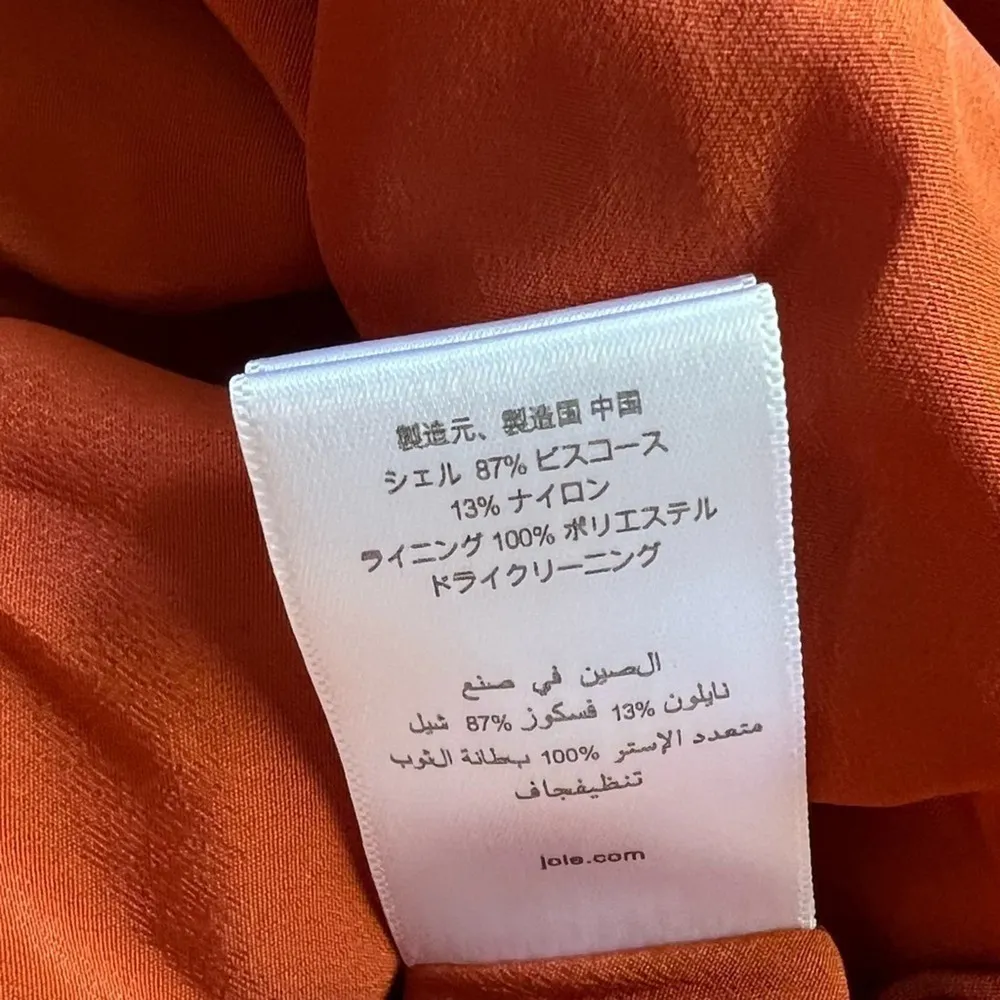 製造元、製造国 中国
シェル 87% ビスコース
13% ナイロン
ライニング 100% ポリエステル
ドライクリーニング
الصين في صنع
نايلون 13% فسكوز 87% شيل
متعدد الإستر 100% بطانة الثوب
تنظيفجاف
joie.com